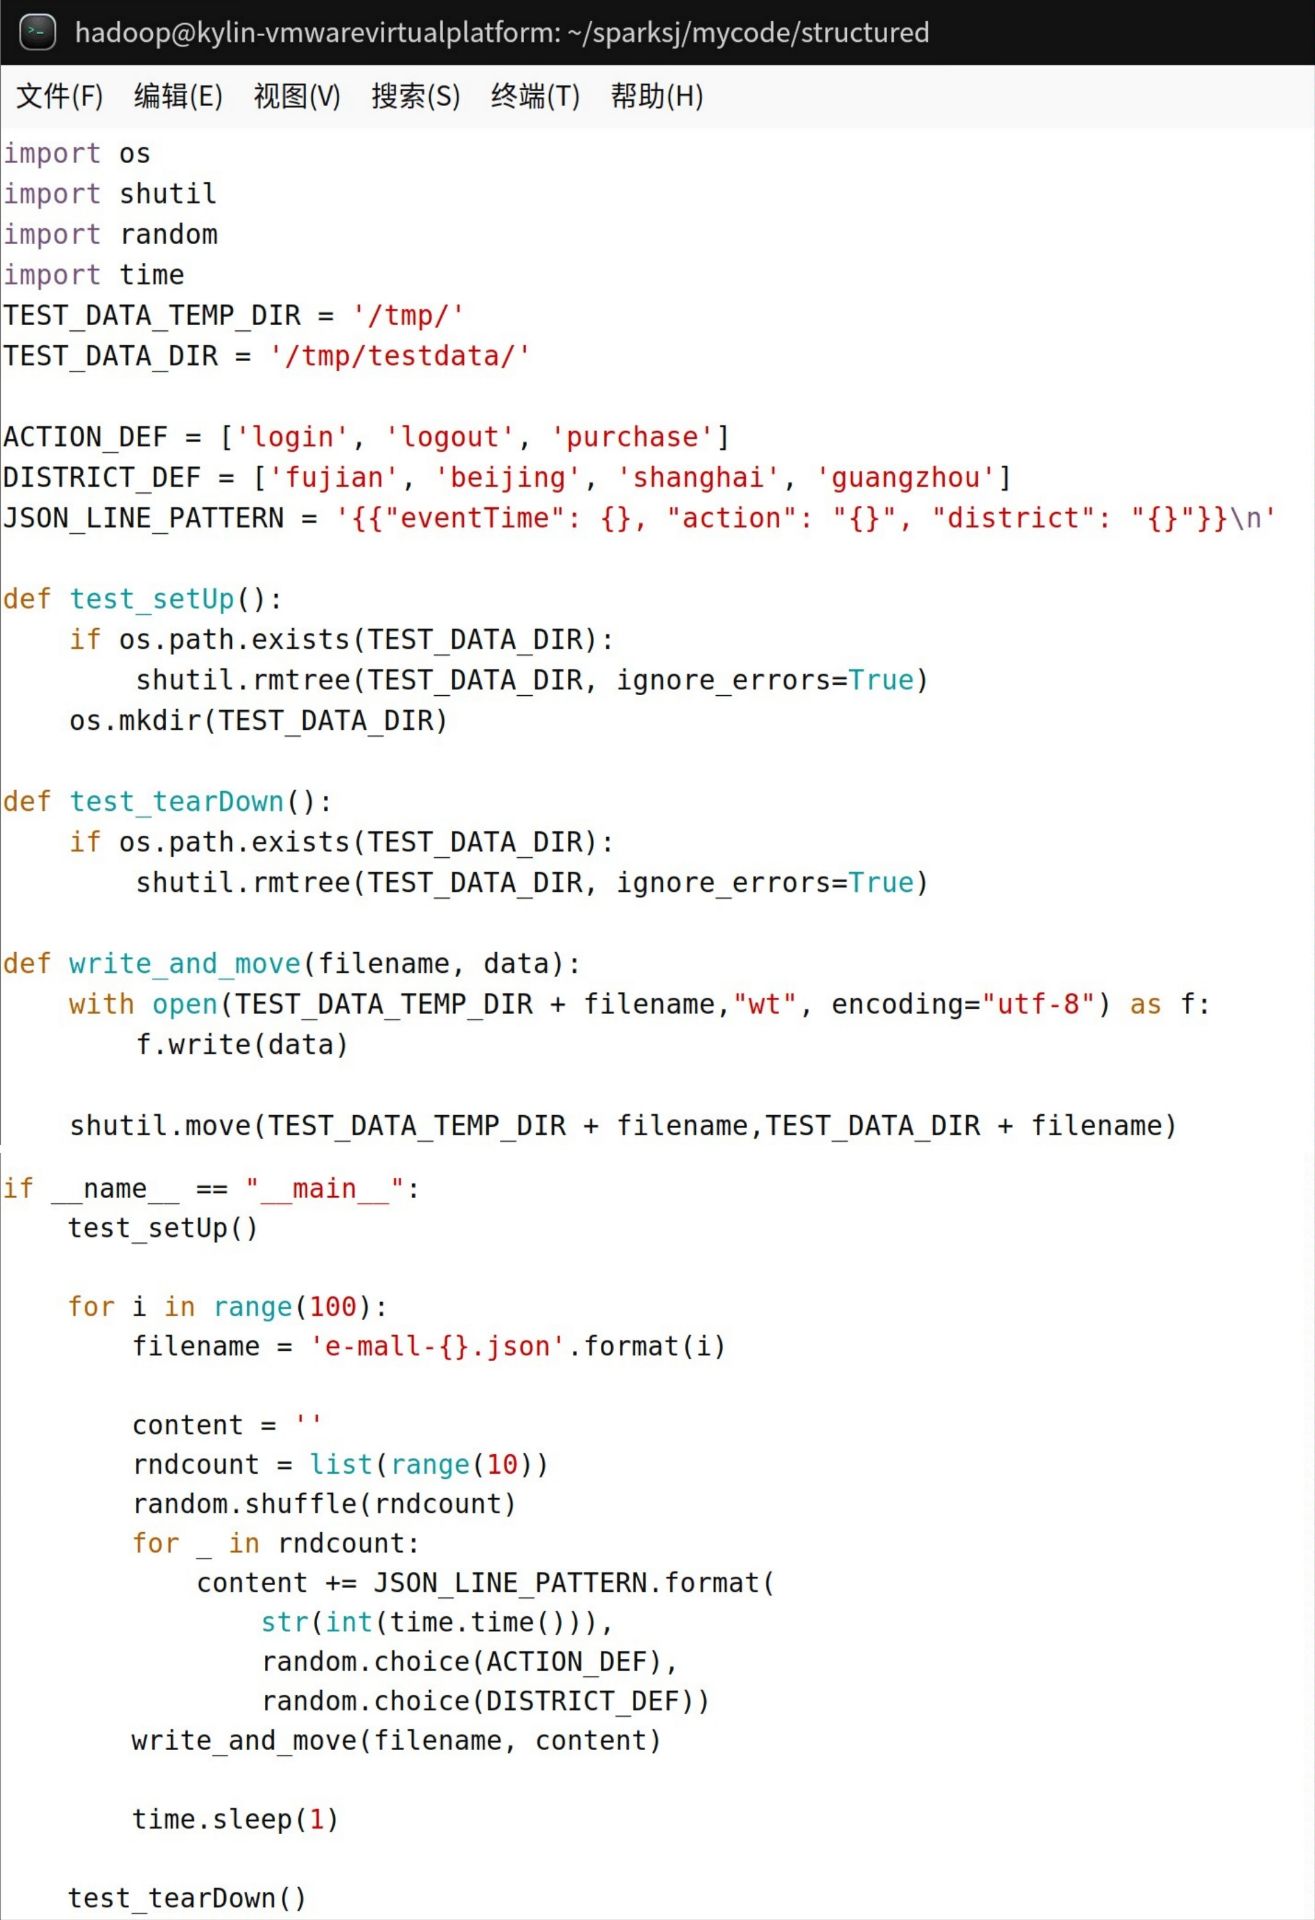 hadoop@kylin-vmwarevirtualplatform: ~/sparksj/mycode/structured
文件(F) 编辑(E) 视图(V) 搜索(S) 终端(T) 帮助(H)
import os
import shutil
import random
import time
TEST_DATA_TEMP_DIR = '/tmp/'
TEST_DATA_DIR = '/tmp/testdata/'

ACTION_DEF = ['login', 'logout', 'purchase']
DISTRICT_DEF = ['fujian', 'beijing', 'shanghai', 'guangzhou']
JSON_LINE_PATTERN = '{{"eventTime": {}, "action": "{}", "district": "{}"}}\n'

def test_setUp():
    if os.path.exists(TEST_DATA_DIR):
        shutil.rmtree(TEST_DATA_DIR, ignore_errors=True)
    os.mkdir(TEST_DATA_DIR)

def test_tearDown():
    if os.path.exists(TEST_DATA_DIR):
        shutil.rmtree(TEST_DATA_DIR, ignore_errors=True)

def write_and_move(filename, data):
    with open(TEST_DATA_TEMP_DIR + filename,"wt", encoding="utf-8") as f:
        f.write(data)

    shutil.move(TEST_DATA_TEMP_DIR + filename,TEST_DATA_DIR + filename)
if __name__ == "__main__":
    test_setUp()

    for i in range(100):
        filename = 'e-mall-{}.json'.format(i)

        content = ''
        rndcount = list(range(10))
        random.shuffle(rndcount)
        for _ in rndcount:
            content += JSON_LINE_PATTERN.format(
                str(int(time.time())),
                random.choice(ACTION_DEF),
                random.choice(DISTRICT_DEF))
        write_and_move(filename, content)

        time.sleep(1)

    test_tearDown()